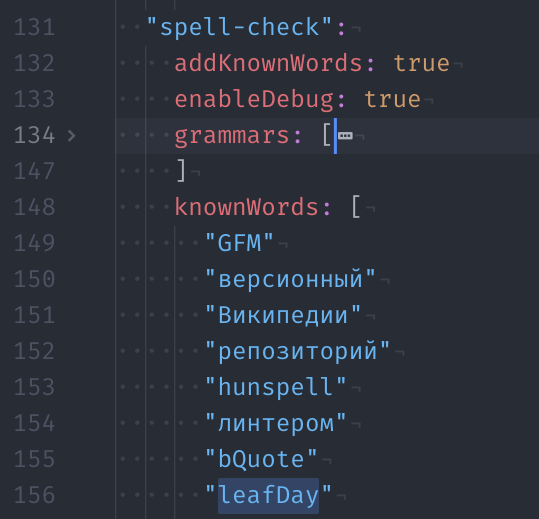 131 "spell-check":
132 addKnownWords: true
133 enableDebug: true
134 grammars: [
147 ]
148 knownWords: [
149 "GFM"
150 "версионный"
151 "Википедии"
152 "репозиторий"
153 "hunspell"
154 "линтером"
155 "bQuote"
156 "leafDay"